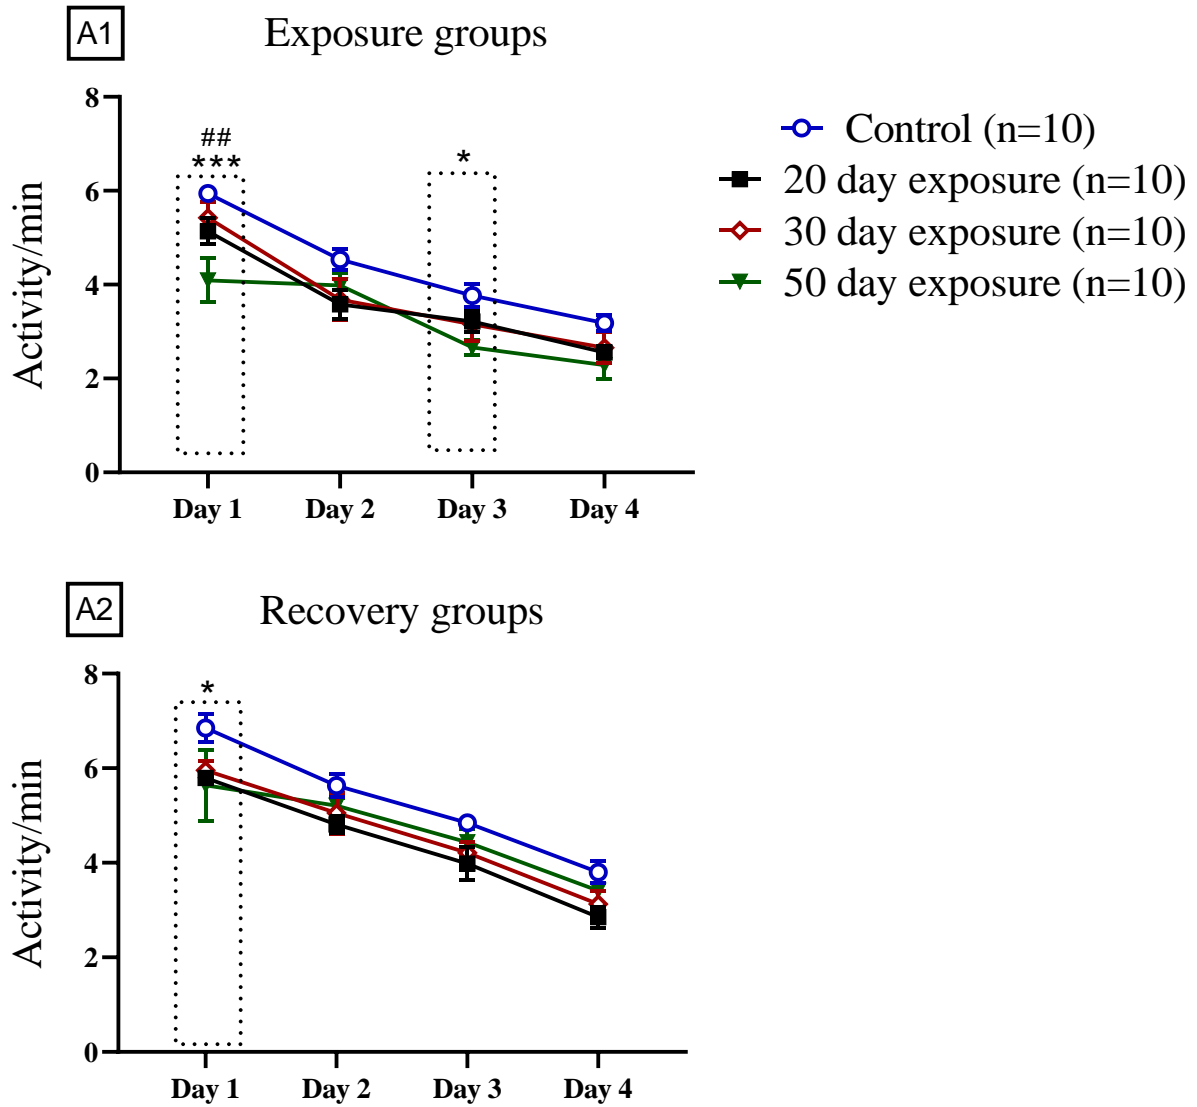 A1
Exposure groups
8
6
4
2
0
Activity/min
##
***
*
Day 1 Day 2 Day 3 Day 4
Control (n=10)
20 day exposure (n=10)
30 day exposure (n=10)
50 day exposure (n=10)
A2
Recovery groups
8
6
4
2
0
Activity/min
*
Day 1 Day 2 Day 3 Day 4